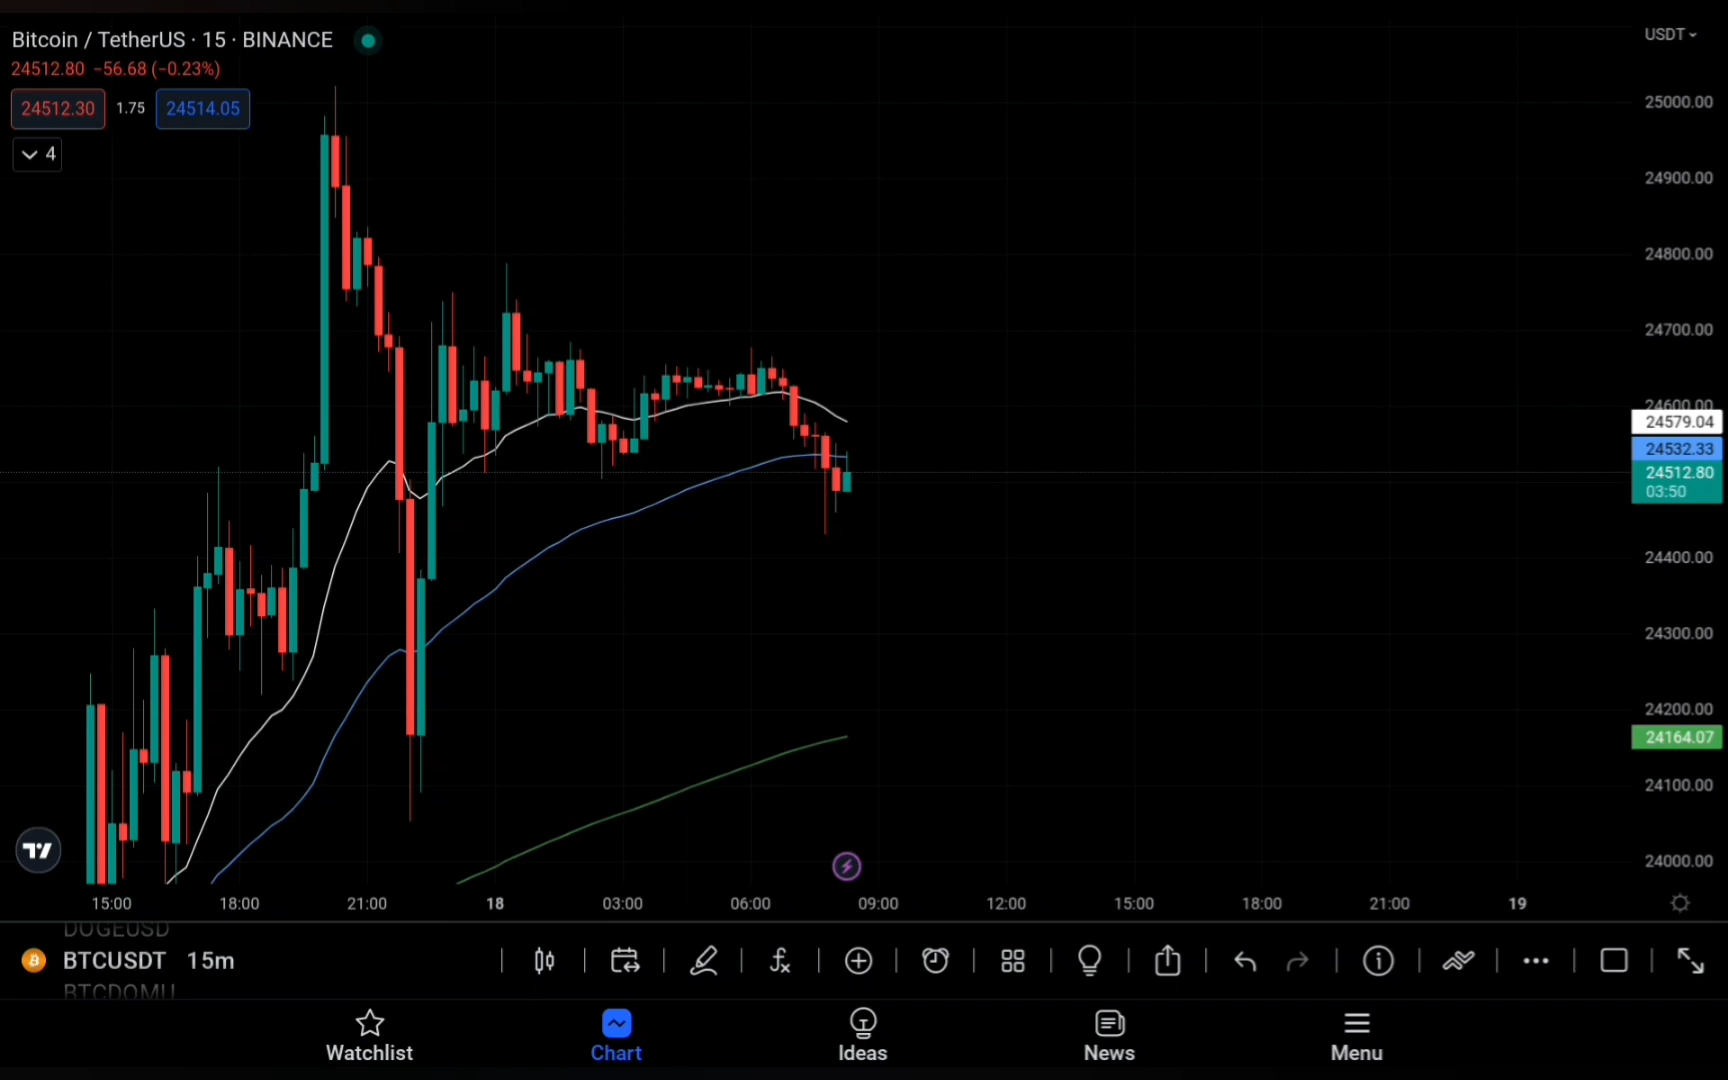 Bitcoin / TetherUS · 15 · BINANCE
24512.80 −56.68 (−0.23%)
24512.30 1.75 24514.05
4
USDT
25000.00
24900.00
24800.00
24700.00
24600.00
24579.04
24532.33
24512.80
03:50
24400.00
24300.00
24200.00
24164.07
24100.00
24000.00
15:00 18:00 21:00 18 03:00 06:00 09:00 12:00 15:00 18:00 21:00 19
DOGEUSD
BTCUSDT 15m
BTCDOMU
Watchlist Chart Ideas News Menu